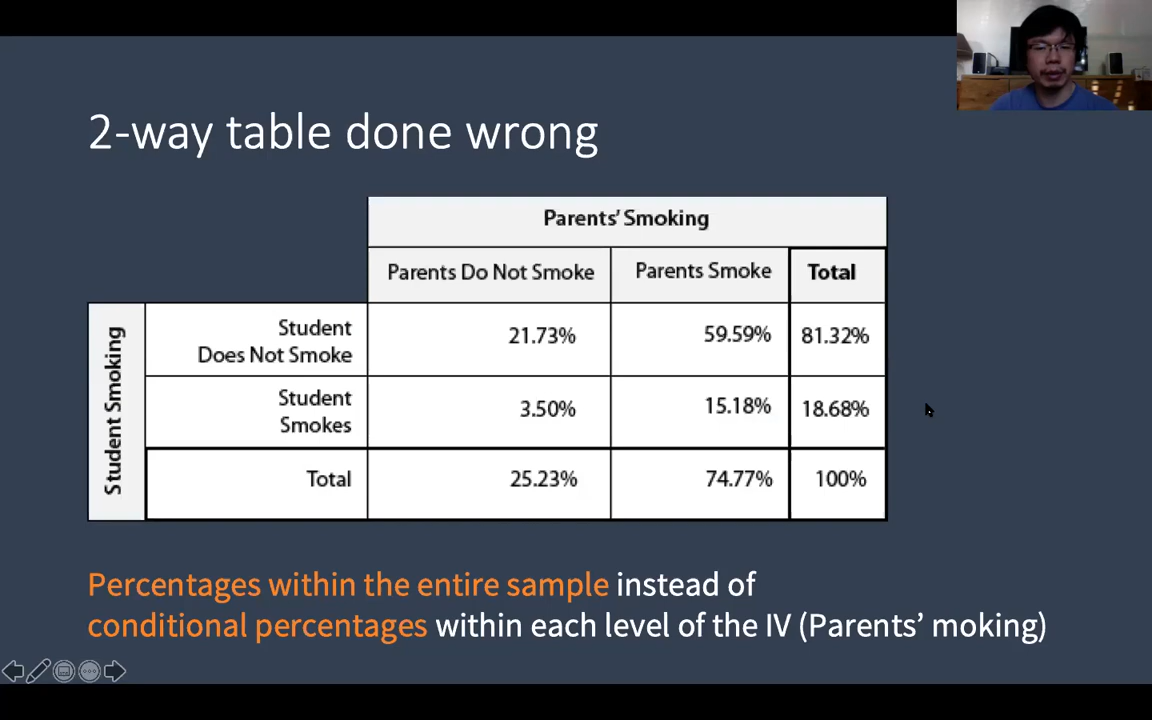 2-way table done wrong
Parents' Smoking
Parents Do Not Smoke Parents Smoke Total
Student Smoking
Student
Does Not Smoke 21.73% 59.59% 81.32%
Student
Smokes 3.50% 15.18% 18.68%
Total 25.23% 74.77% 100%
Percentages within the entire sample instead of
conditional percentages within each level of the IV (Parents’ moking)